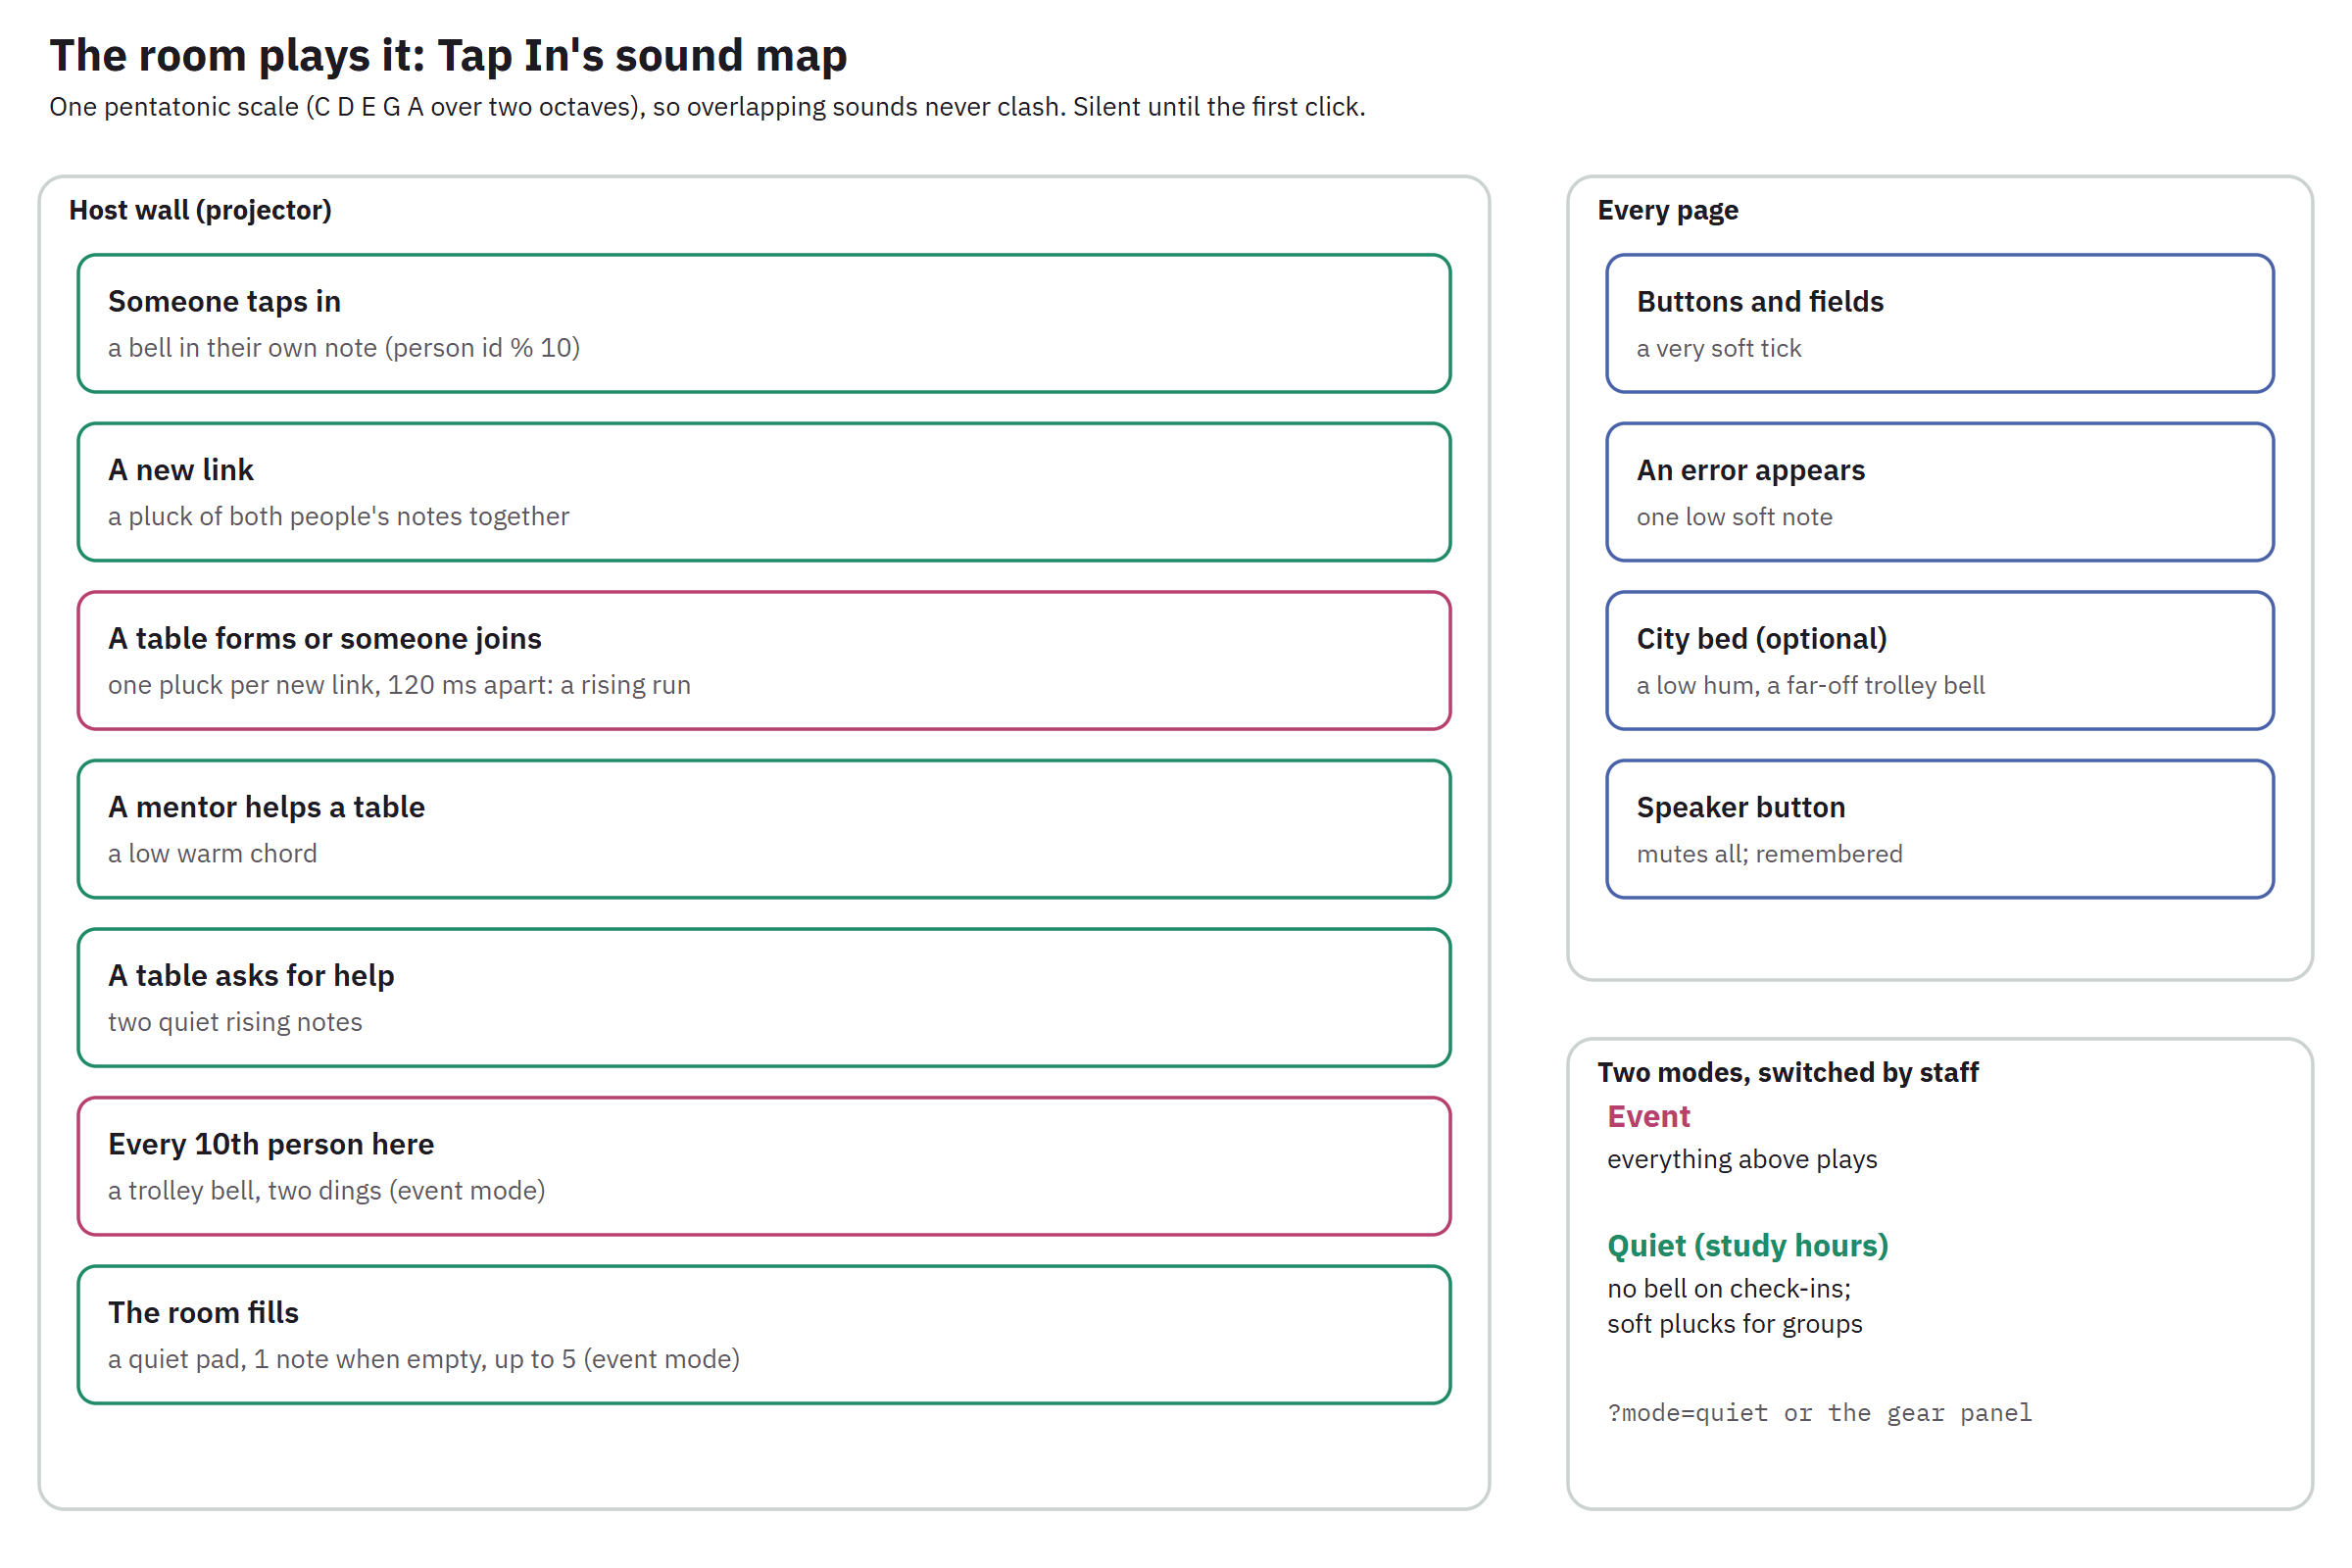 The room plays it: Tap In's sound map
One pentatonic scale (C D E G A over two octaves), so overlapping sounds never clash. Silent until the first click.
Host wall (projector)
Someone taps in
a bell in their own note (person id % 10)
A new link
a pluck of both people's notes together
A table forms or someone joins
one pluck per new link, 120 ms apart: a rising run
A mentor helps a table
a low warm chord
A table asks for help
two quiet rising notes
Every 10th person here
a trolley bell, two dings (event mode)
The room fills
a quiet pad, 1 note when empty, up to 5 (event mode)
Every page
Buttons and fields
a very soft tick
An error appears
one low soft note
City bed (optional)
a low hum, a far-off trolley bell
Speaker button
mutes all; remembered
Two modes, switched by staff
Event
everything above plays
Quiet (study hours)
no bell on check-ins;
soft plucks for groups
?mode=quiet or the gear panel